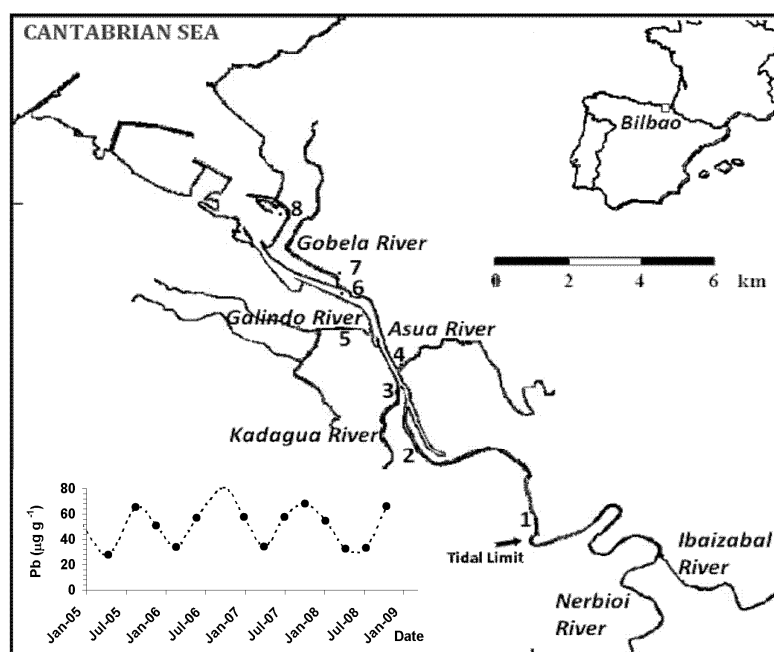 CANTABRIAN SEA
Bilbao
8
Gobela River
7
6
0 2 4 6 km
Galindo River
5
Asua River
4
3
Kadagua River
2
1
Tidal Limit
Ibaizabal
River
Nerbioi
River
80
60
40
20
0
Pb (µg g⁻¹)
Jan-05
Jul-05
Jan-06
Jul-06
Jan-07
Jul-07
Jan-08
Jul-08
Jan-09
Date